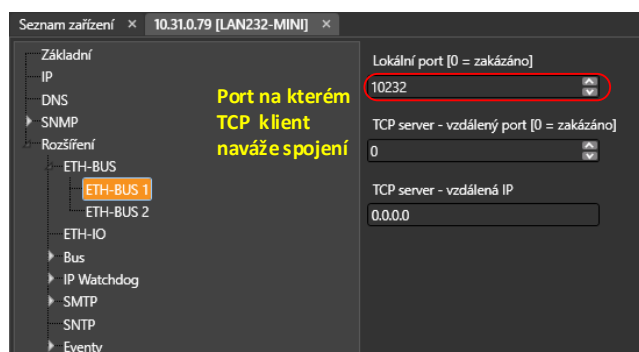 Seznam zařízení × 10.31.0.79 [LAN232-MINI] ×
Základní
IP
DNS
SNMP
Rozšíření
ETH-BUS
ETH-BUS 1
ETH-BUS 2
ETH-IO
Bus
IP Watchdog
SMTP
SNTP
Eventy
Port na kterém
TCP klient
naváže spojení
Lokální port [0 = zakázáno]
10232
TCP server - vzdálený port [0 = zakázáno]
0
TCP server - vzdálená IP
0.0.0.0